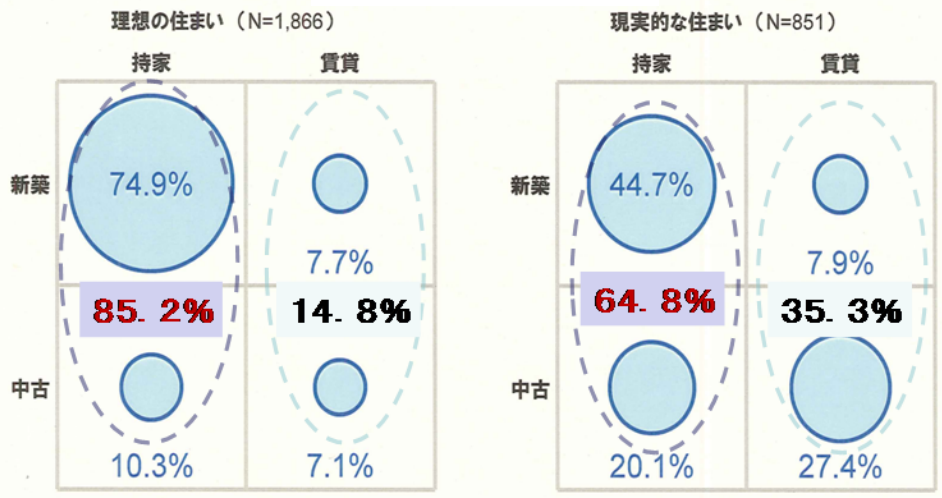 理想の住まい（N=1,866）
持家 賃貸
新築 74.9%
7.7%
85. 2% 14. 8%
中古
10.3% 7.1%
現実的な住まい（N=851）
持家 賃貸
新築 44.7%
7.9%
64. 8% 35. 3%
中古
20.1% 27.4%